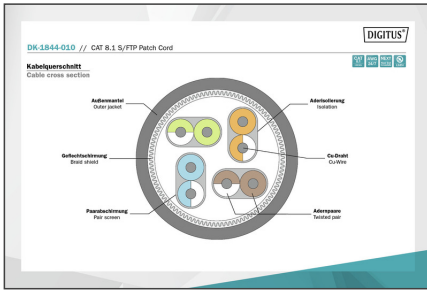 DIGITUS®
DK-1844-010 // CAT 8.1 S/FTP Patch Cord
Kabelquerschnitt
Cable cross section
Außenmantel
Outer jacket
Aderisolierung
Isolation
Geflechtschirmung
Braid shield
Cu-Draht
Cu-Wire
Paarabschirmung
Pair screen
Adernpaare
Twisted pair